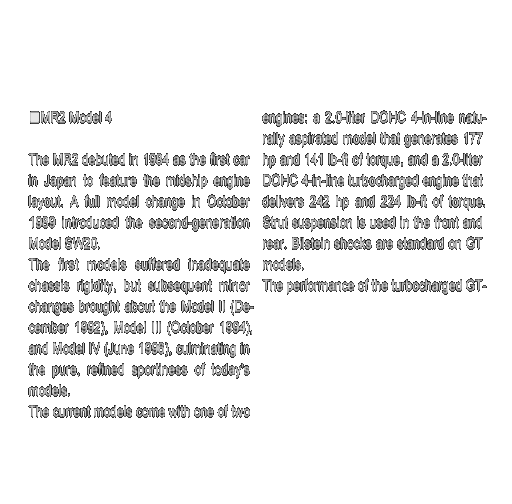 ■MR2 Model 4
The MR2 debuted in 1984 as the first car
in Japan to feature the midship engine
layout. A full model change in October
1989 introduced the second-generation
Model SW20.
The first models suffered inadequate
chassis rigidity, but subsequent minor
changes brought about the Model II (De-
cember 1992), Model III (October 1994),
and Model IV (June 1996), culminating in
the pure, refined sportiness of today's
models.
The current models come with one of two
engines: a 2.0-liter DOHC 4-in-line natu-
rally aspirated model that generates 177
hp and 141 lb-ft of torque, and a 2.0-liter
DOHC 4-in-line turbocharged engine that
delivers 242 hp and 224 lb-ft of torque.
Strut suspension is used in the front and
rear. Bilstein shocks are standard on GT
models.
The performance of the turbocharged GT-